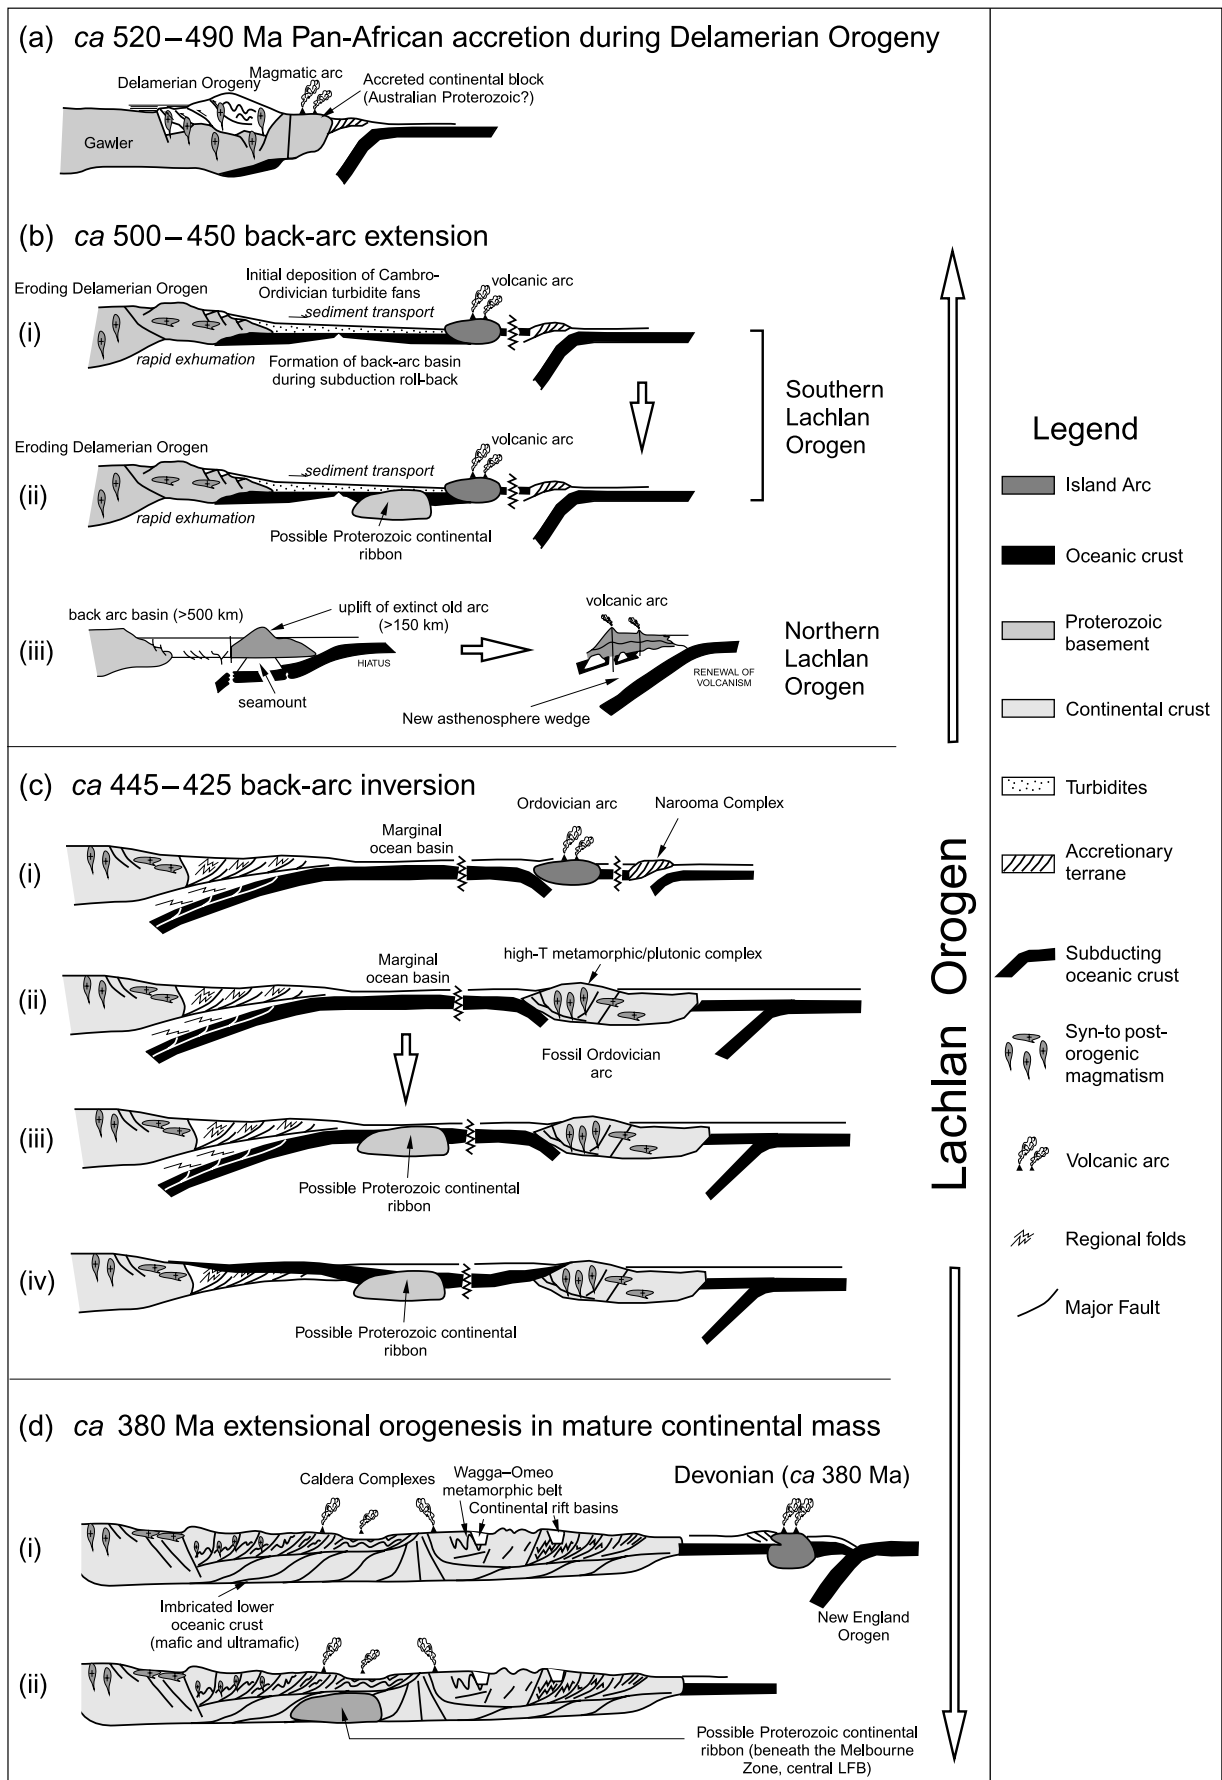 (a) ca 520–490 Ma Pan-African accretion during Delamerian Orogeny
Magmatic arc
Delamerian Orogeny
Accreted continental block
(Australian Proterozoic?)
Gawler
(b) ca 500–450 back-arc extension
Initial deposition of Cambro-
Ordivician turbidite fans
volcanic arc
Eroding Delamerian Orogen
sediment transport
(i)
rapid exhumation
Formation of back-arc basin
during subduction roll-back
Southern
Lachlan
Orogen
volcanic arc
Eroding Delamerian Orogen
sediment transport
(ii)
rapid exhumation
Possible Proterozoic continental
ribbon
back arc basin (>500 km)
uplift of extinct old arc
(>150 km)
volcanic arc
(iii)
HIATUS
seamount
RENEWAL OF
VOLCANISM
New asthenosphere wedge
Northern
Lachlan
Orogen
(c) ca 445–425 back-arc inversion
Ordovician arc
Narooma Complex
Marginal
ocean basin
(i)
high-T metamorphic/plutonic complex
Marginal
ocean basin
(ii)
Fossil Ordovician
arc
(iii)
Possible Proterozoic continental
ribbon
(iv)
Possible Proterozoic continental
ribbon
Lachlan Orogen
(d) ca 380 Ma extensional orogenesis in mature continental mass
Caldera Complexes
Wagga–Omeo
metamorphic belt
Continental rift basins
Devonian (ca 380 Ma)
(i)
Imbricated lower
oceanic crust
(mafic and ultramafic)
New England
Orogen
(ii)
Possible Proterozoic continental
ribbon (beneath the Melbourne
Zone, central LFB)
Legend
Island Arc
Oceanic crust
Proterozoic
basement
Continental crust
Turbidites
Accretionary
terrane
Subducting
oceanic crust
Syn-to post-
orogenic
magmatism
Volcanic arc
Regional folds
Major Fault